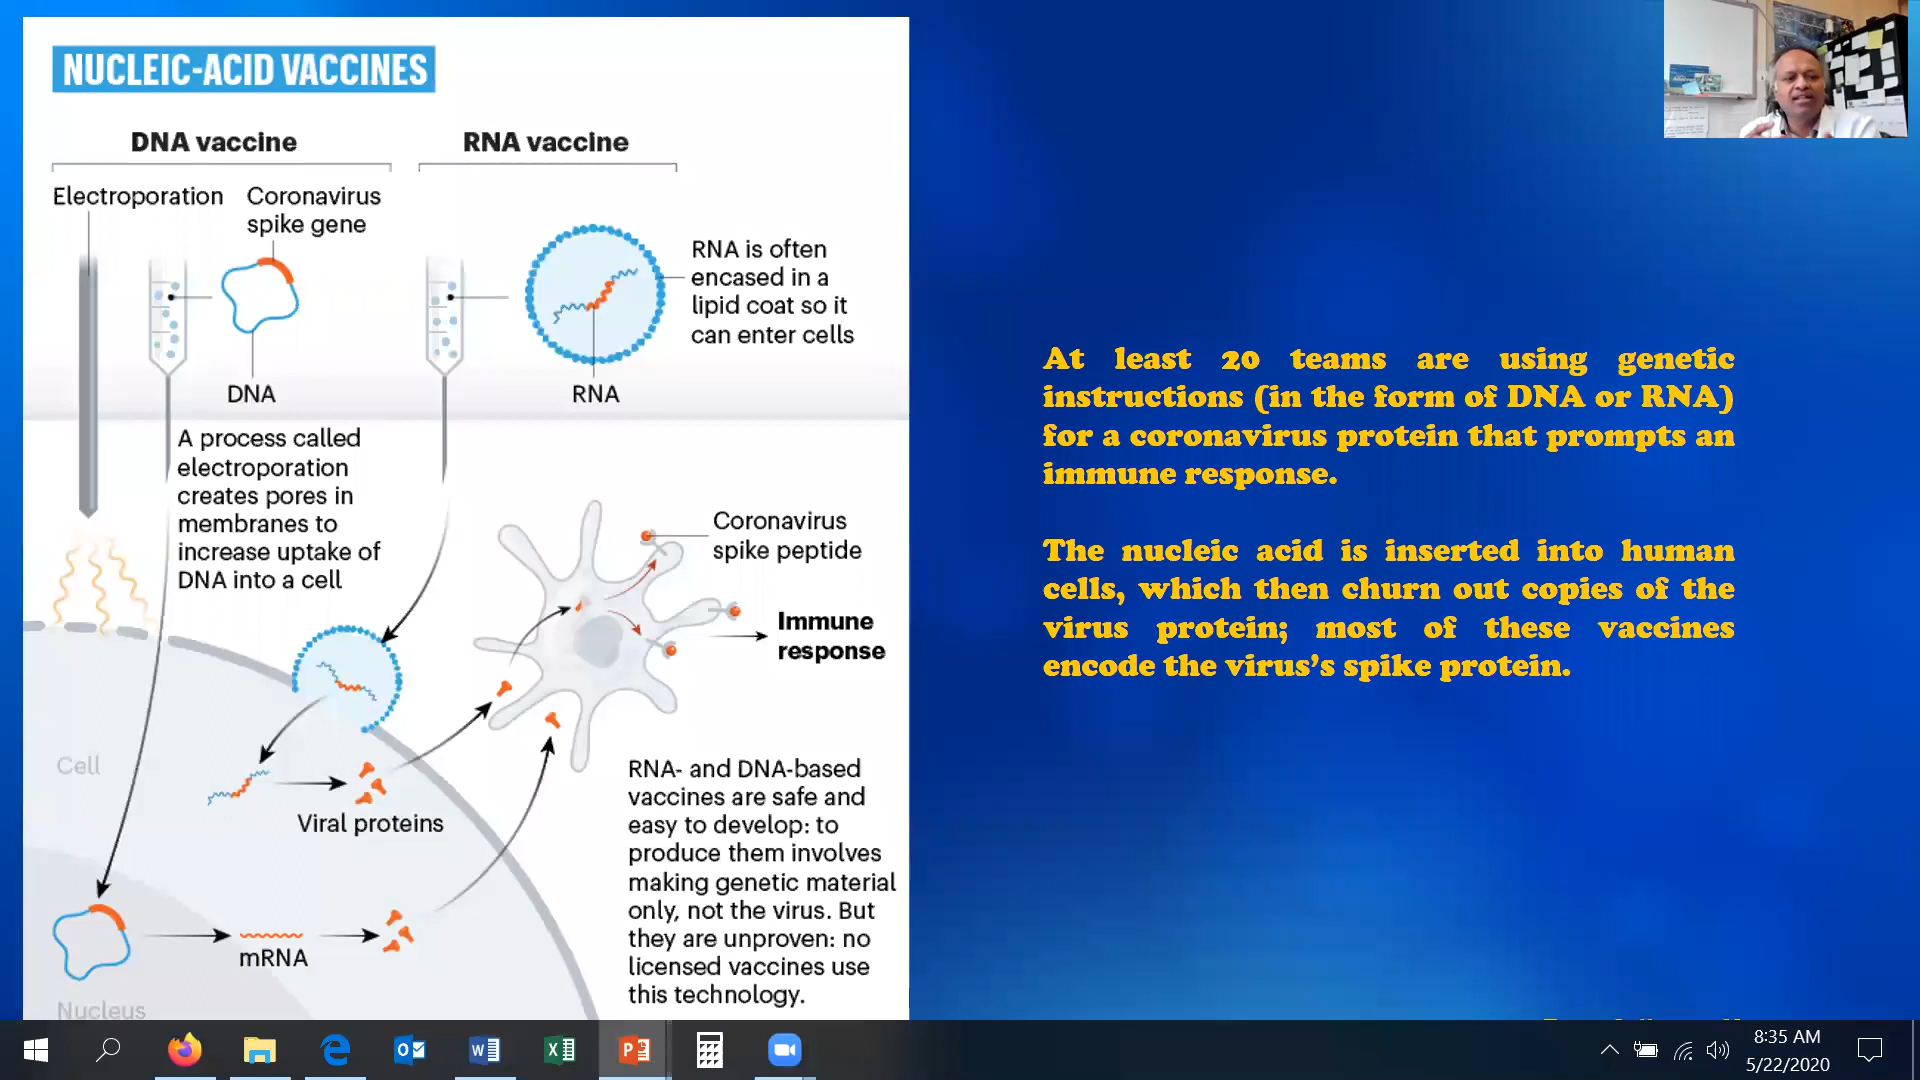 NUCLEIC-ACID VACCINES
DNA vaccine
RNA vaccine
Electroporation
Coronavirus
spike gene
RNA is often
encased in a
lipid coat so it
can enter cells
DNA
RNA
A process called
electroporation
creates pores in
membranes to
increase uptake of
DNA into a cell
Coronavirus
spike peptide
Immune
response
Cell
Viral proteins
RNA- and DNA-based
vaccines are safe and
easy to develop: to
produce them involves
making genetic material
only, not the virus. But
they are unproven: no
licensed vaccines use
this technology.
mRNA
Nucleus
At least 20 teams are using genetic
instructions (in the form of DNA or RNA)
for a coronavirus protein that prompts an
immune response.
The nucleic acid is inserted into human
cells, which then churn out copies of the
virus protein; most of these vaccines
encode the virus's spike protein.
8:35 AM
5/22/2020